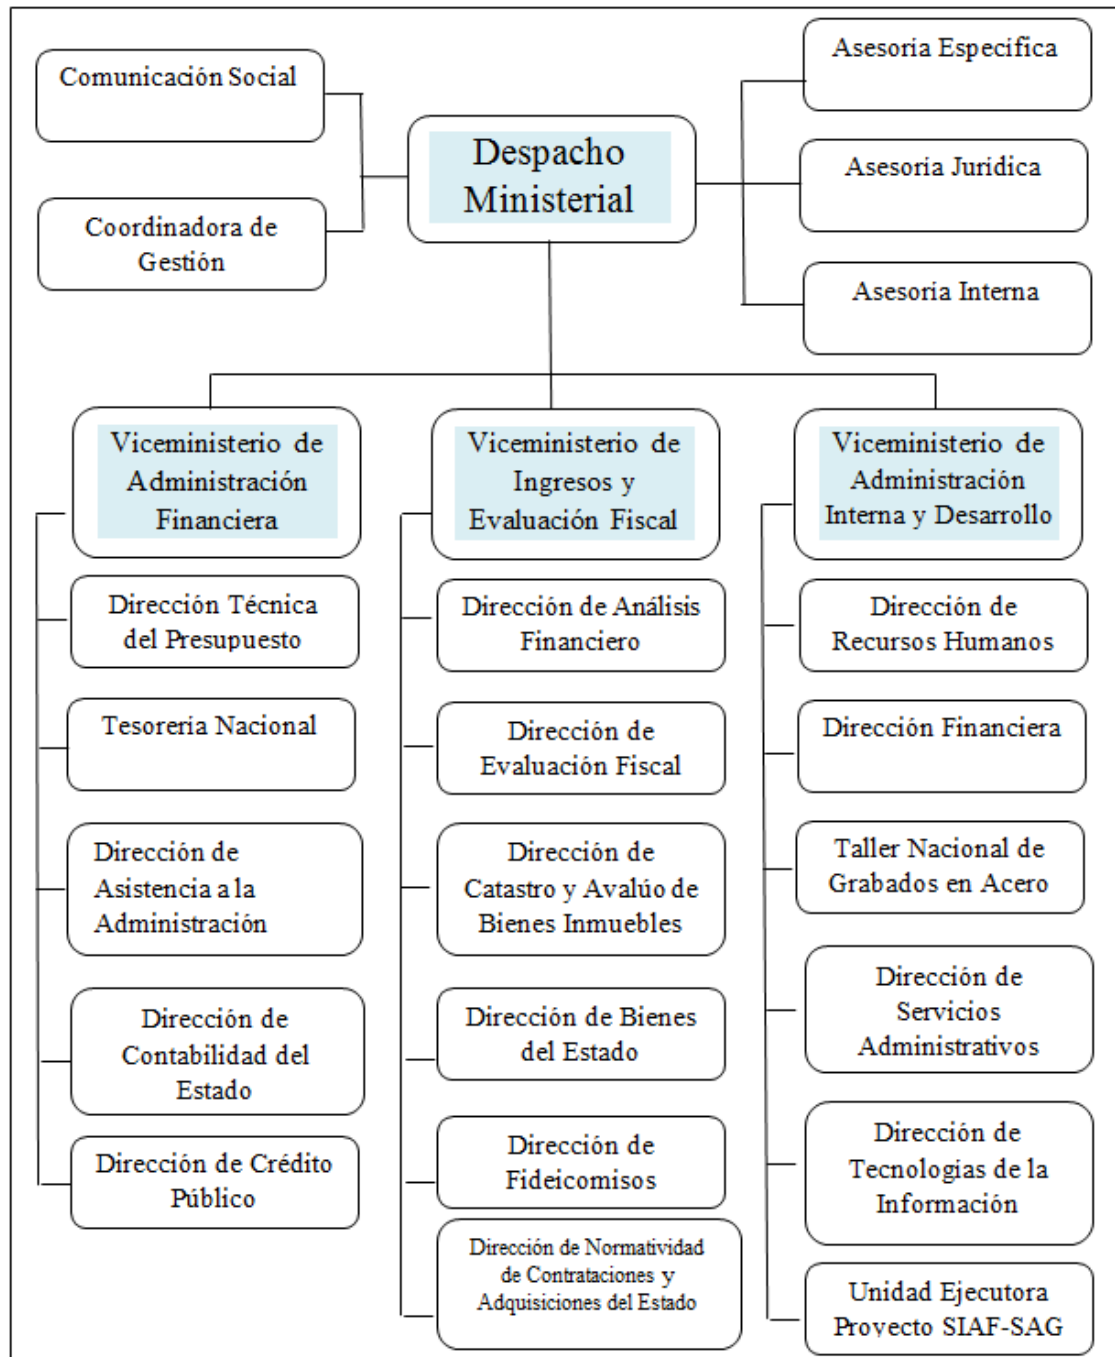 Comunicación Social
Coordinadora de
Gestión
Despacho
Ministerial
Asesoría Específica
Asesoría Jurídica
Asesoría Interna
Viceministerio de
Administración
Financiera
Dirección Técnica
del Presupuesto
Tesorería Nacional
Dirección de
Asistencia a la
Administración
Dirección de
Contabilidad del
Estado
Dirección de Crédito
Público
Viceministerio de
Ingresos y
Evaluación Fiscal
Dirección de Análisis
Financiero
Dirección de
Evaluación Fiscal
Dirección de
Catastro y Avalúo de
Bienes Inmuebles
Dirección de Bienes
del Estado
Dirección de
Fideicomisos
Dirección de Normatividad
de Contrataciones y
Adquisiciones del Estado
Viceministerio de
Administración
Interna y Desarrollo
Dirección de
Recursos Humanos
Dirección Financiera
Taller Nacional de
Grabados en Acero
Dirección de
Servicios
Administrativos
Dirección de
Tecnologías de la
Información
Unidad Ejecutora
Proyecto SIAF-SAG